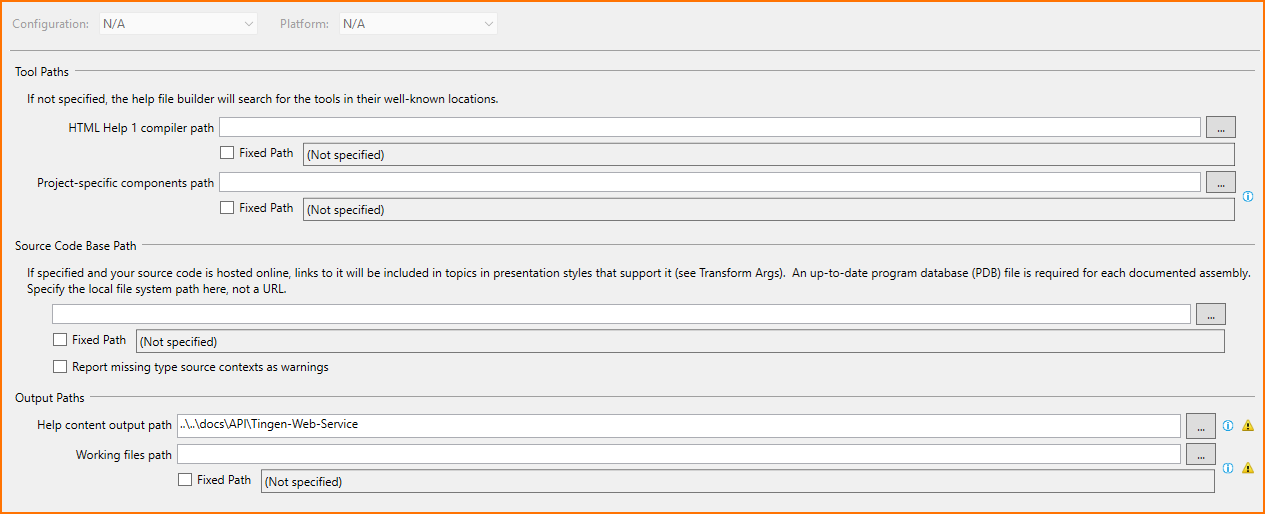 Configuration: N/A Platform: N/A
Tool Paths
If not specified, the help file builder will search for the tools in their well-known locations.
HTML Help 1 compiler path ...
Fixed Path (Not specified)
Project-specific components path ...
Fixed Path (Not specified)
Source Code Base Path
If specified and your source code is hosted online, links to it will be included in topics in presentation styles that support it (see Transform Args).  An up-to-date program database (PDB) file is required for each documented assembly.
Specify the local file system path here, not a URL.
...
Fixed Path (Not specified)
Report missing type source contexts as warnings
Output Paths
Help content output path ..\..\docs\API\Tingen-Web-Service ...
Working files path ...
Fixed Path (Not specified)